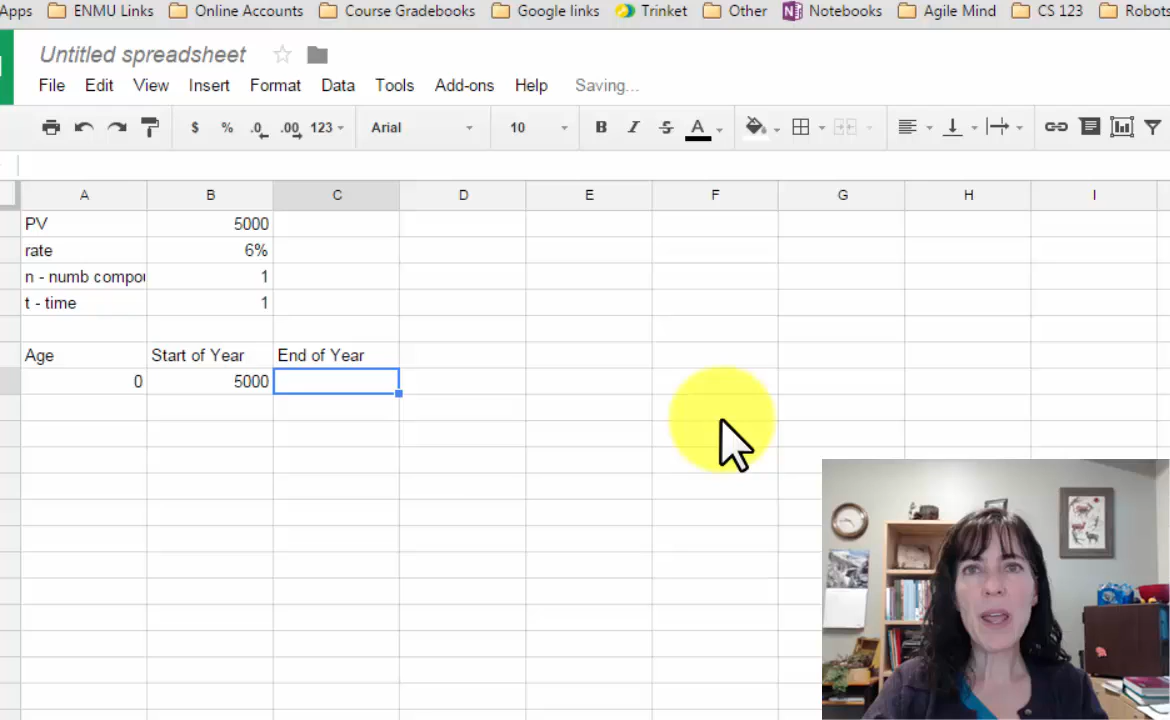 Apps ENMU Links Online Accounts Course Gradebooks Google links Trinket Other Notebooks Agile Mind CS 123 Robots
Untitled spreadsheet
File Edit View Insert Format Data Tools Add-ons Help Saving...
$ % .0 .00 123 Arial 10 B I S A
A B C D E F G H I
PV 5000
rate 6%
n - numb compou 1
t - time 1
Age Start of Year End of Year
0 5000